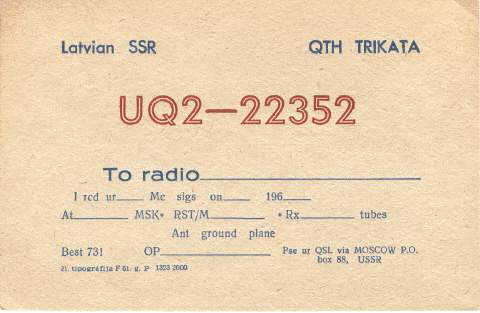 Latvian SSR QTH TRIKATA
UQ2—22352
To radio
I rcd ur Mc sigs on 196
At MSK• RST/M • Rx tubes
Ant ground plane
Best 73! OP Pse ur QSL via MOSCOW P.O.
box 88, USSR
21. tipogrāfija F 61. g. P 1323 2000